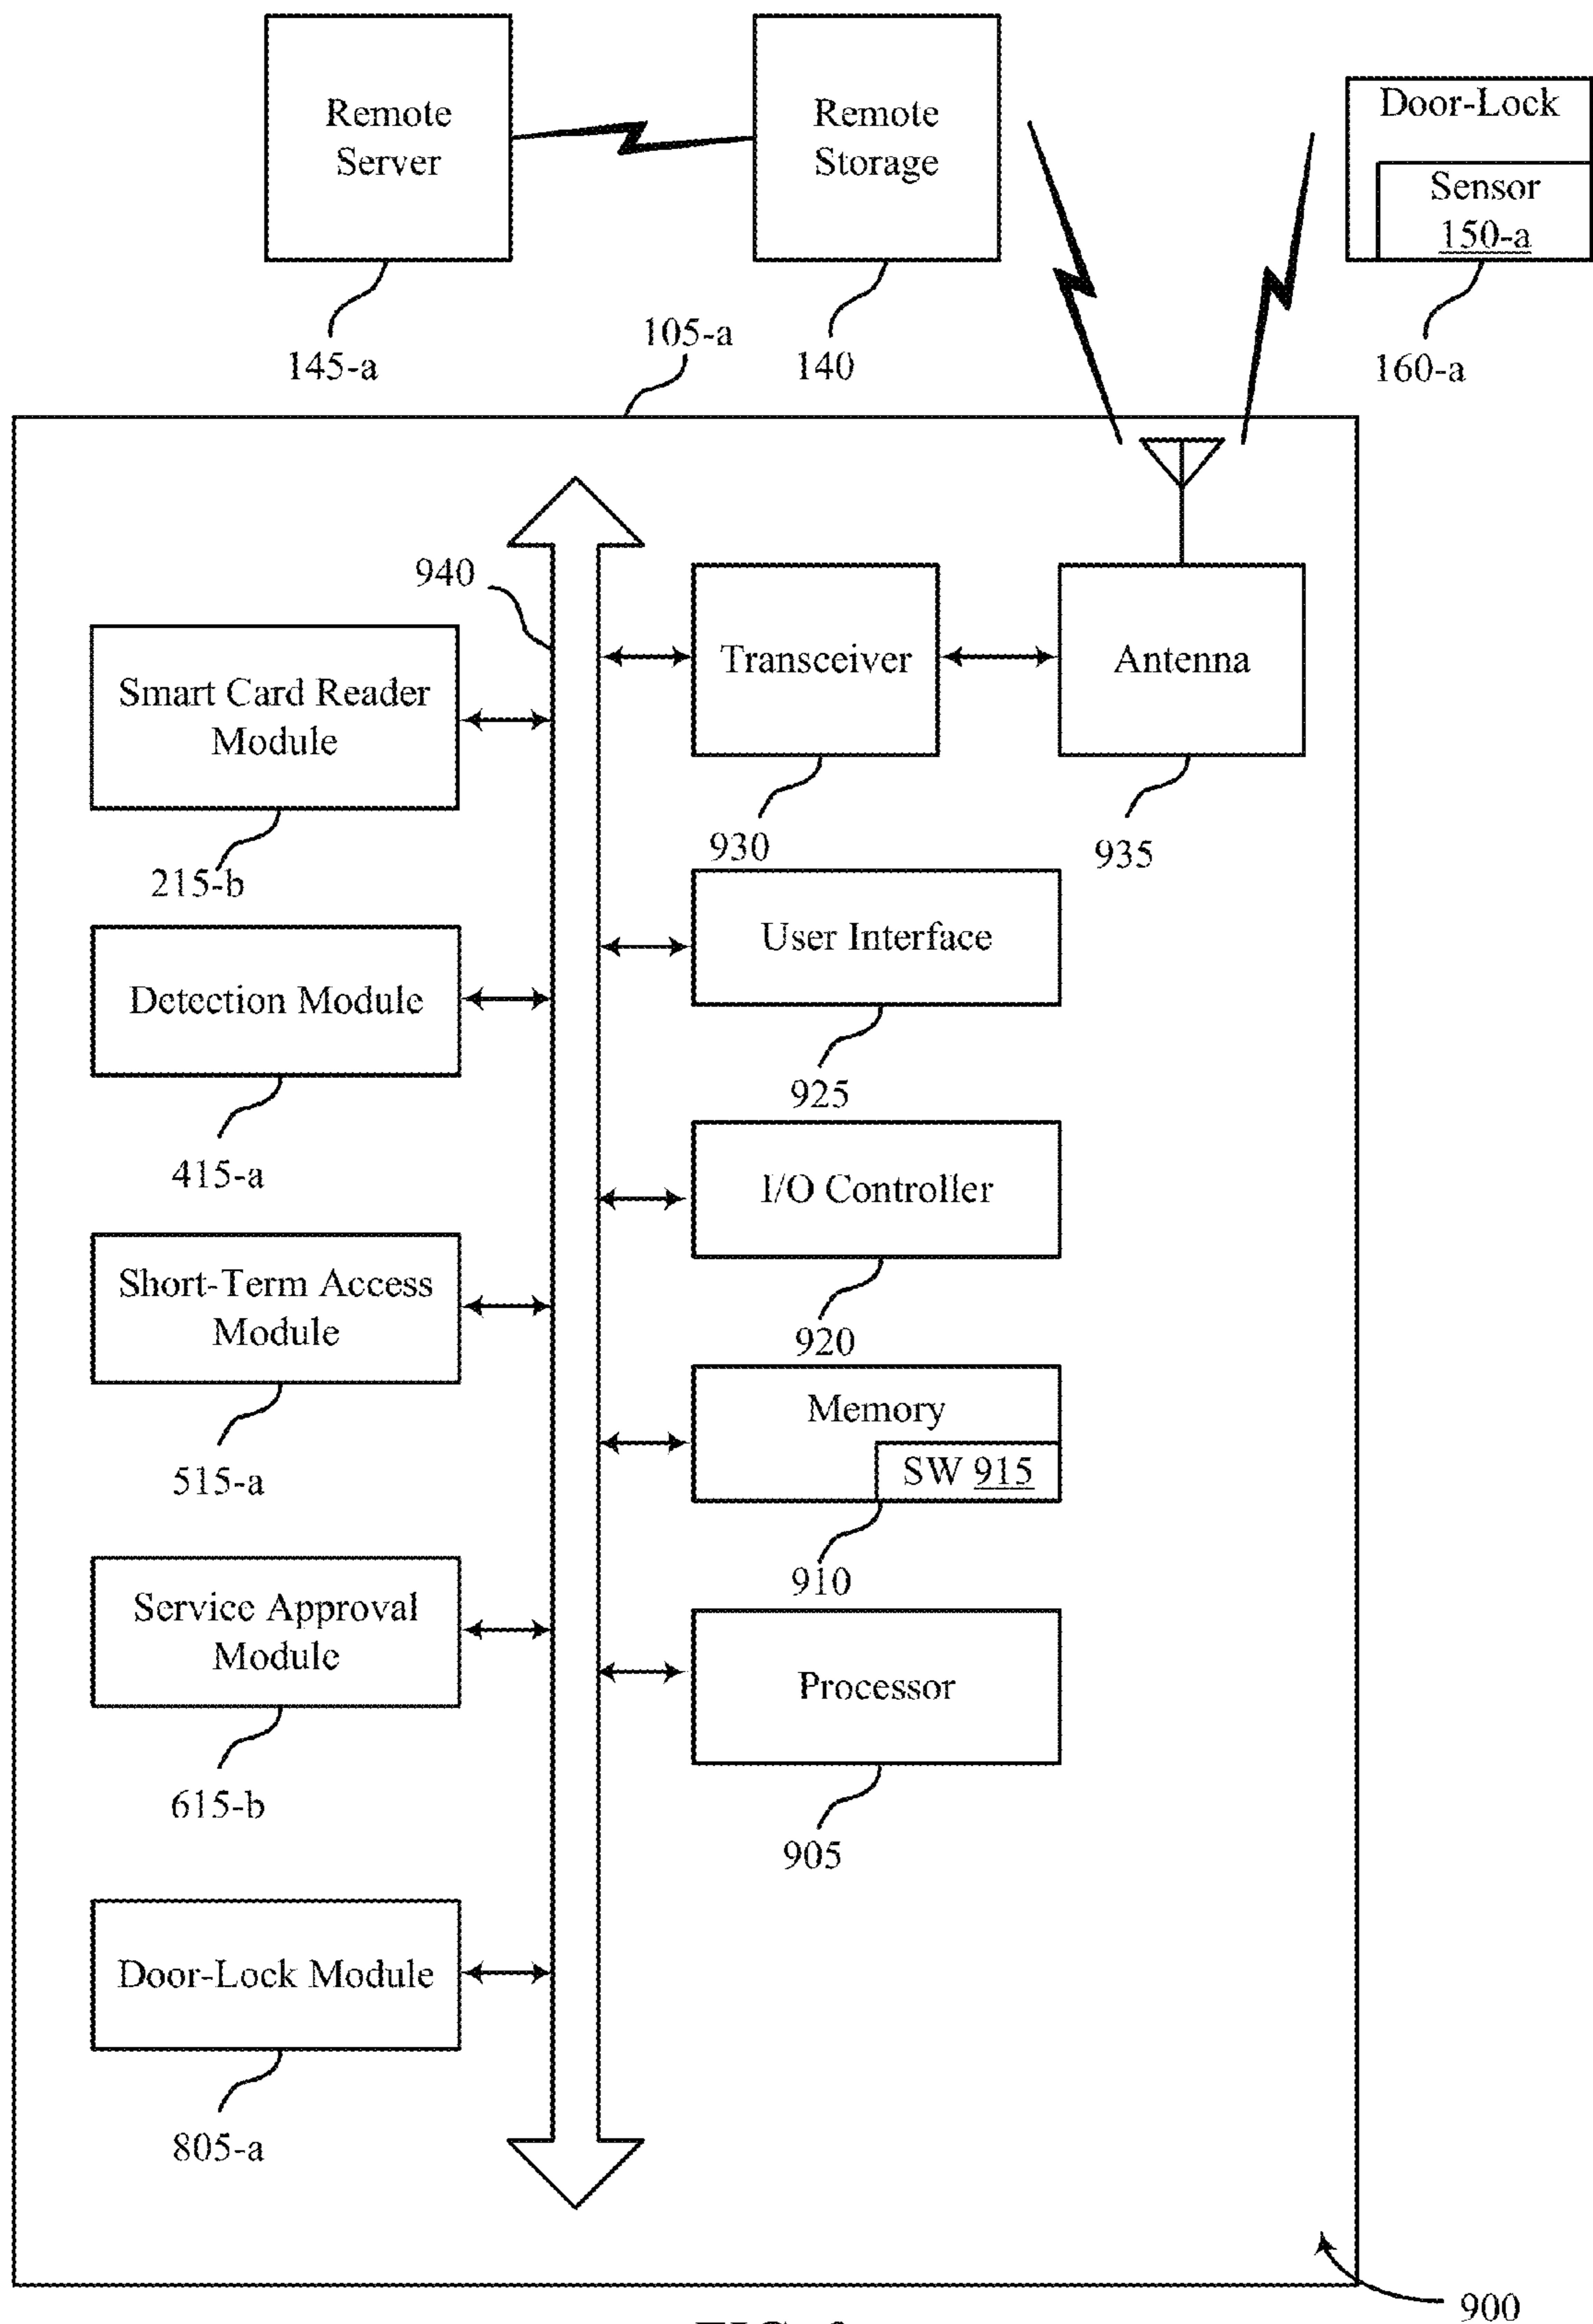 Remote
Server
Remote
Storage
Door-Lock
Sensor
150-a
145-a
105-a
140
160-a
940
Smart Card Reader
Module
Transceiver
Antenna
930
935
215-b
User Interface
Detection Module
925
415-a
I/O Controller
Short-Term Access
Module
920
Memory
SW 915
515-a
910
Service Approval
Module
Processor
615-b
905
Door-Lock Module
805-a
900